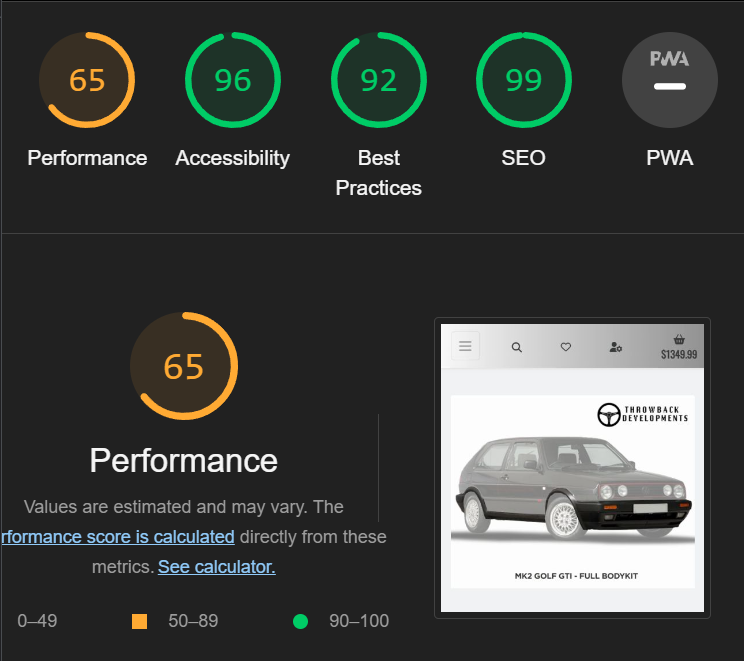 65
96
92
99
PWA
Performance
Accessibility
Best
Practices
SEO
PWA
65
Performance
Values are estimated and may vary. The
rformance score is calculated directly from these
metrics. See calculator.
0–49
50–89
90–100
$1349.99
THROWBACK
DEVELOPMENTS
MK2 GOLF GTI - FULL BODYKIT